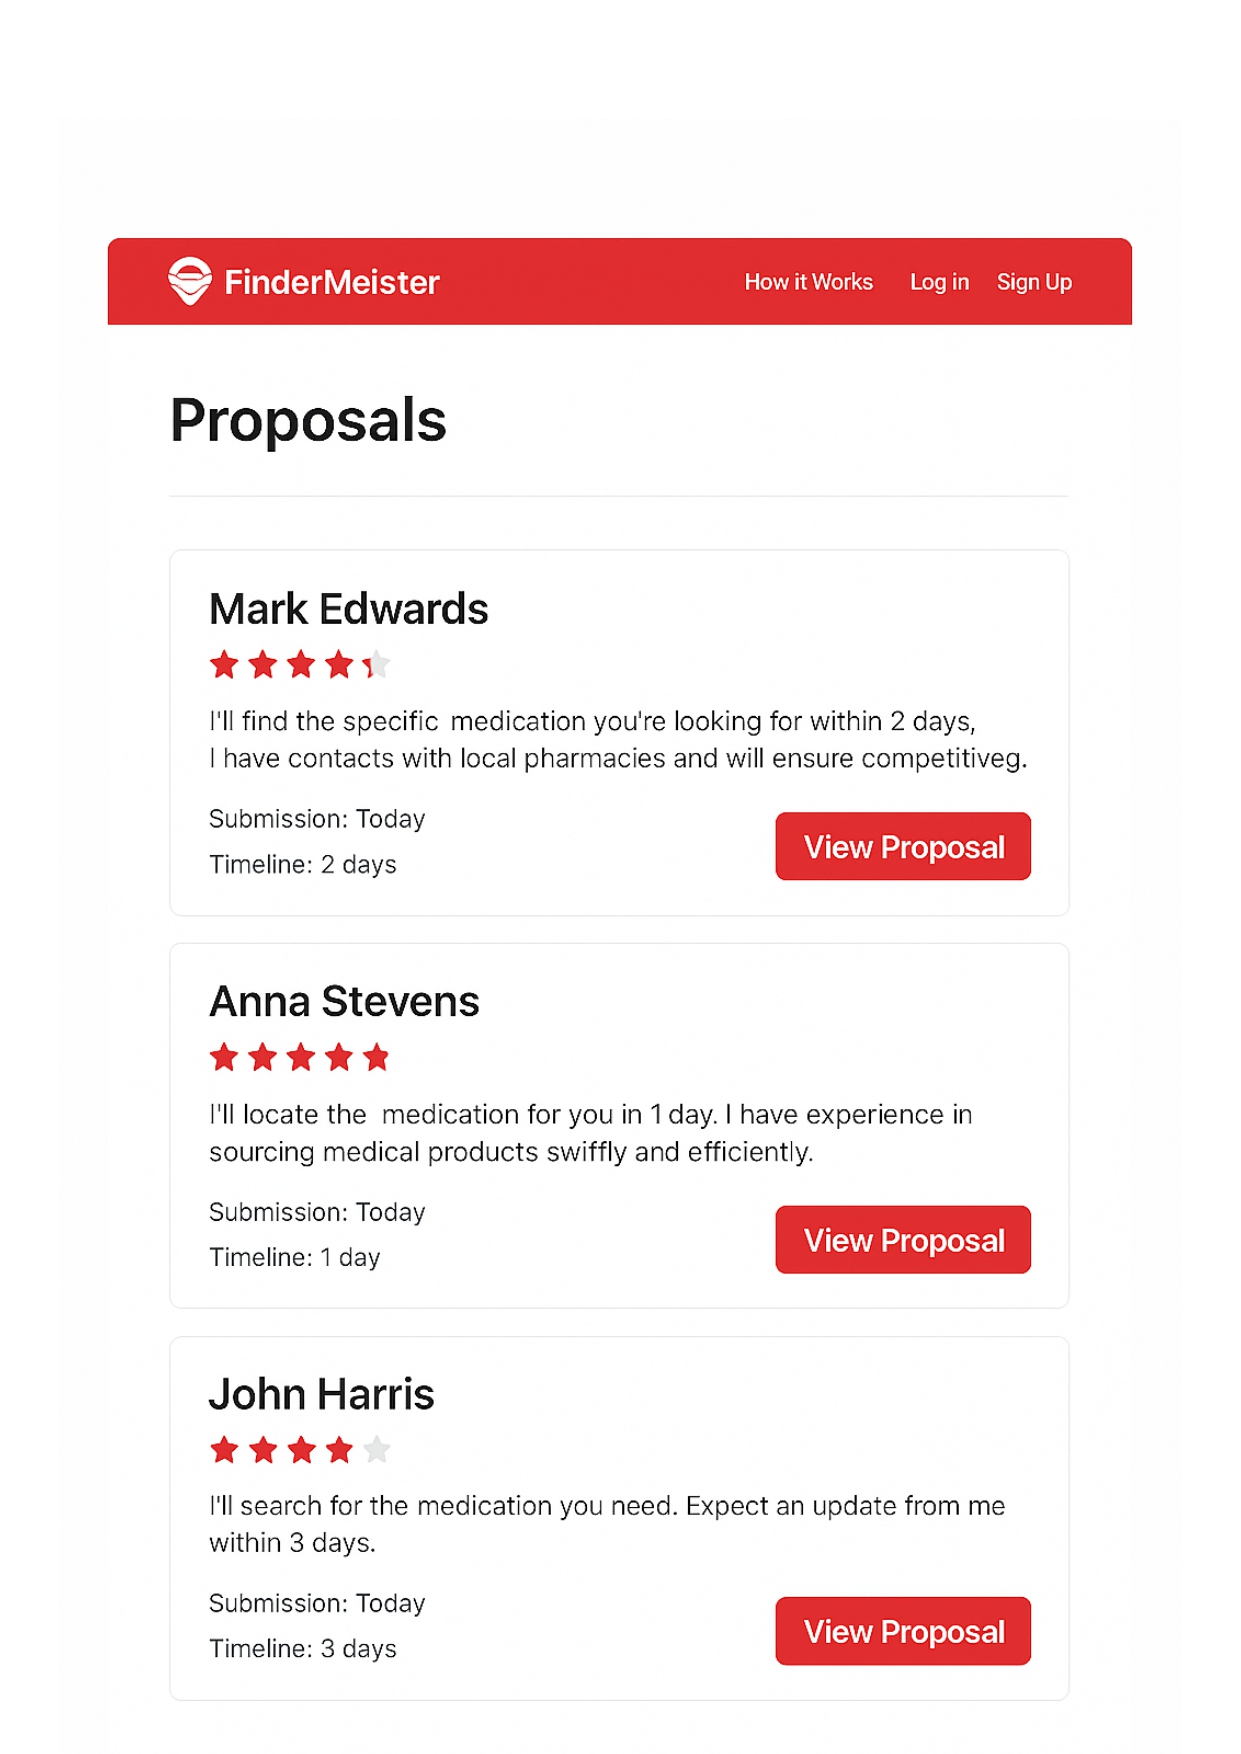 FinderMeister
How it Works
Log in
Sign Up
Proposals
Mark Edwards
I'll find the specific medication you're looking for within 2 days,
I have contacts with local pharmacies and will ensure competitiveg.
Submission: Today
Timeline: 2 days
View Proposal
Anna Stevens
I'll locate the medication for you in 1 day. I have experience in
sourcing medical products swiffly and efficiently.
Submission: Today
Timeline: 1 day
View Proposal
John Harris
I'll search for the medication you need. Expect an update from me
within 3 days.
Submission: Today
Timeline: 3 days
View Proposal